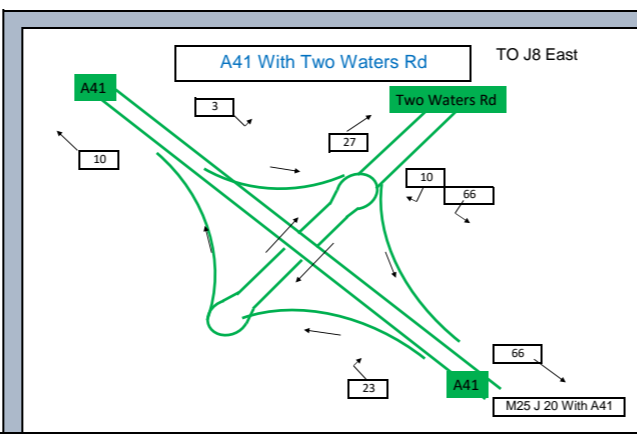 A41 With Two Waters Rd
TO J8 East
A41
Two Waters Rd
3
27
10
10
66
66
23
A41
M25 J 20 With A41